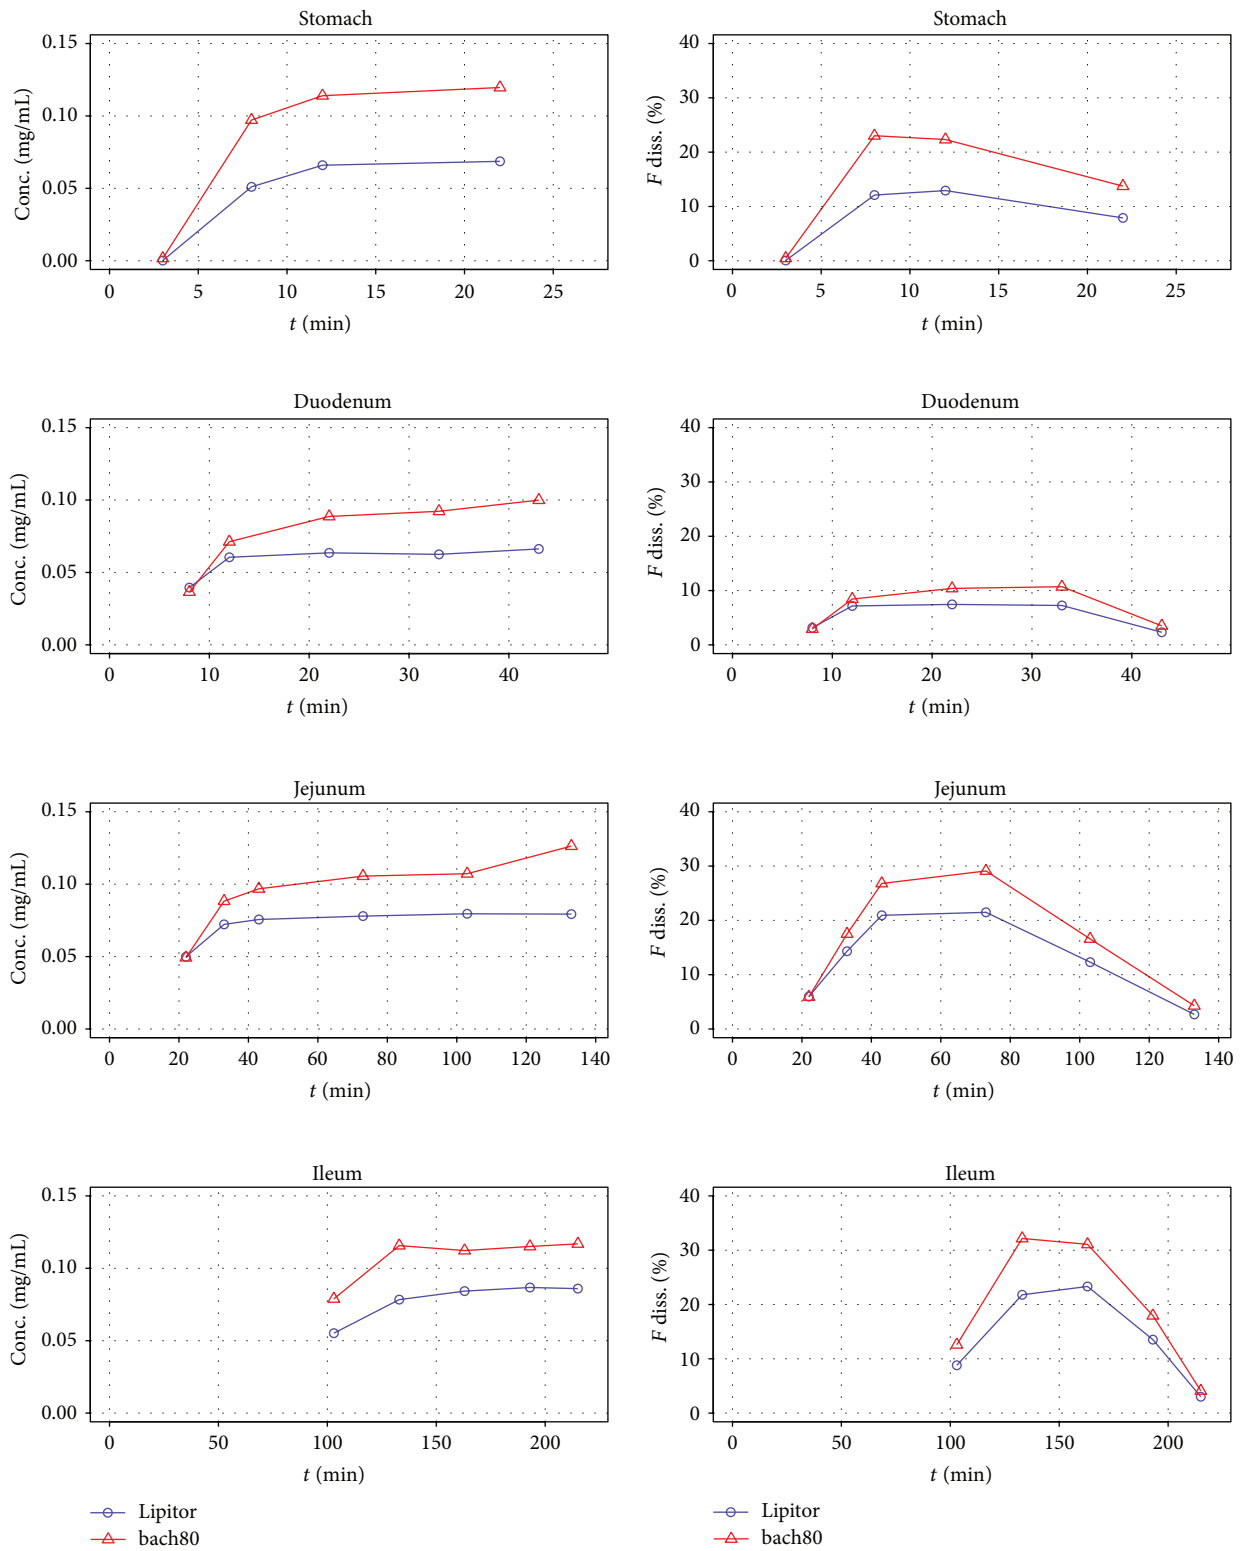 Stomach
0.15
0.10
0.05
0.00
Conc. (mg/mL)
0 5 10 15 20 25
t (min)
Stomach
40
30
20
10
0
F diss. (%)
0 5 10 15 20 25
t (min)
Duodenum
0.15
0.10
0.05
0.00
Conc. (mg/mL)
0 10 20 30 40
t (min)
Duodenum
40
30
20
10
0
F diss. (%)
0 10 20 30 40
t (min)
Jejunum
0.15
0.10
0.05
0.00
Conc. (mg/mL)
0 20 40 60 80 100 120 140
t (min)
Jejunum
40
30
20
10
0
F diss. (%)
0 20 40 60 80 100 120 140
t (min)
Ileum
0.15
0.10
0.05
0.00
Conc. (mg/mL)
0 50 100 150 200
t (min)
Ileum
40
30
20
10
0
F diss. (%)
0 50 100 150 200
t (min)
Lipitor
bach80
Lipitor
bach80